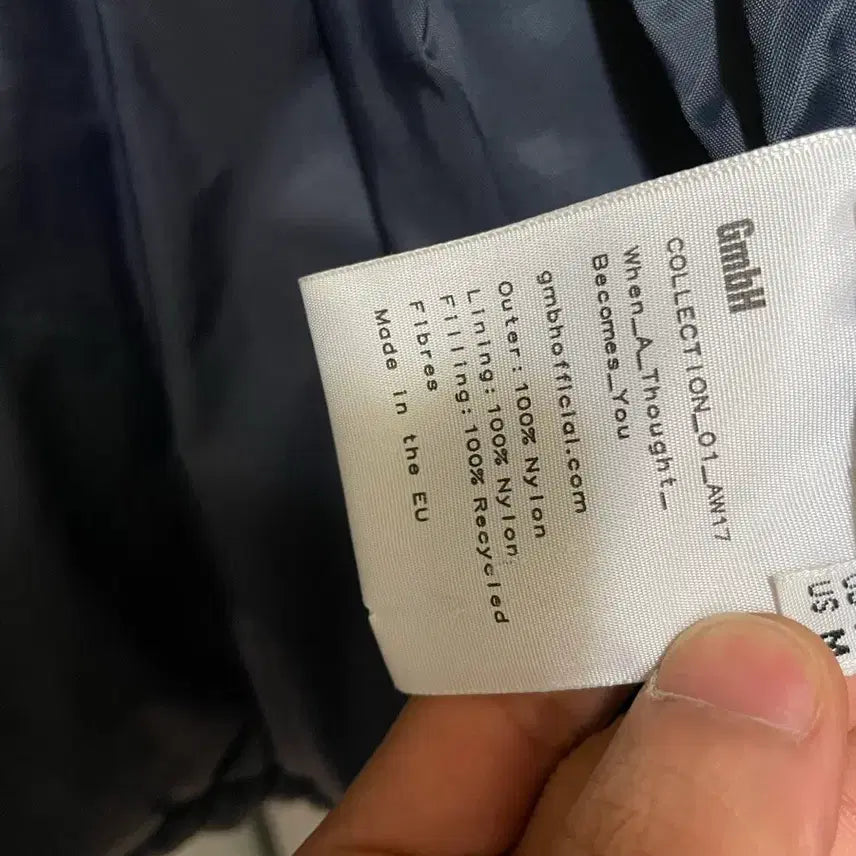 GmbH
COLLECTION_01_AW17
When_A_Thought_
Becomes_You
gmbhofficial.com
Outer: 100% Nylon
Lining: 100% Nylon
Filling: 100% Recycled
Fibres
Made in the EU
US M